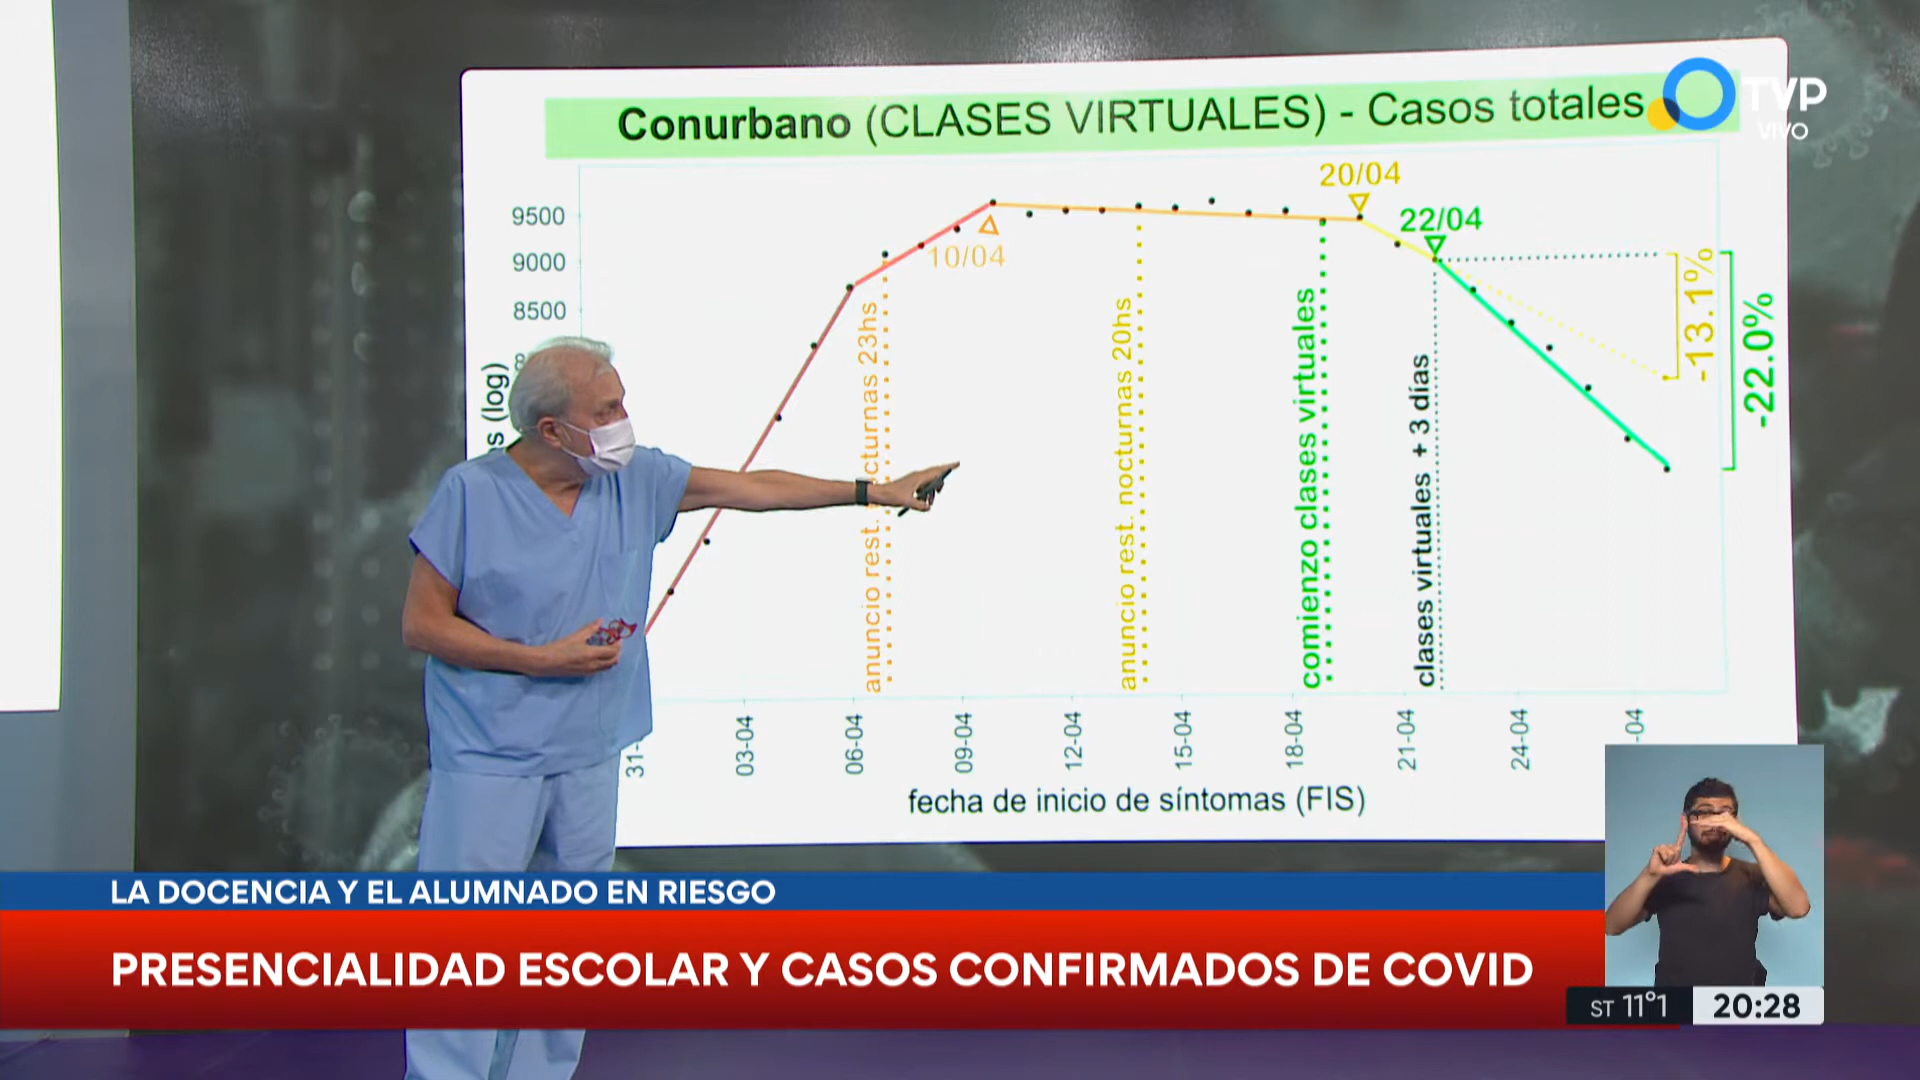 Conurbano (CLASES VIRTUALES) - Casos totales
TVP
VIVO
9500
9000
8500
(log)
10/04
20/04
22/04
-13.1%
-22.0%
anuncio rest. nocturnas 23hs
anuncio rest. nocturnas 20hs
comienzo clases virtuales
clases virtuales + 3 días
31-
03-04
06-04
09-04
12-04
15-04
18-04
21-04
24-04
-04
fecha de inicio de síntomas (FIS)
LA DOCENCIA Y EL ALUMNADO EN RIESGO
PRESENCIALIDAD ESCOLAR Y CASOS CONFIRMADOS DE COVID
ST 11°1
20:28